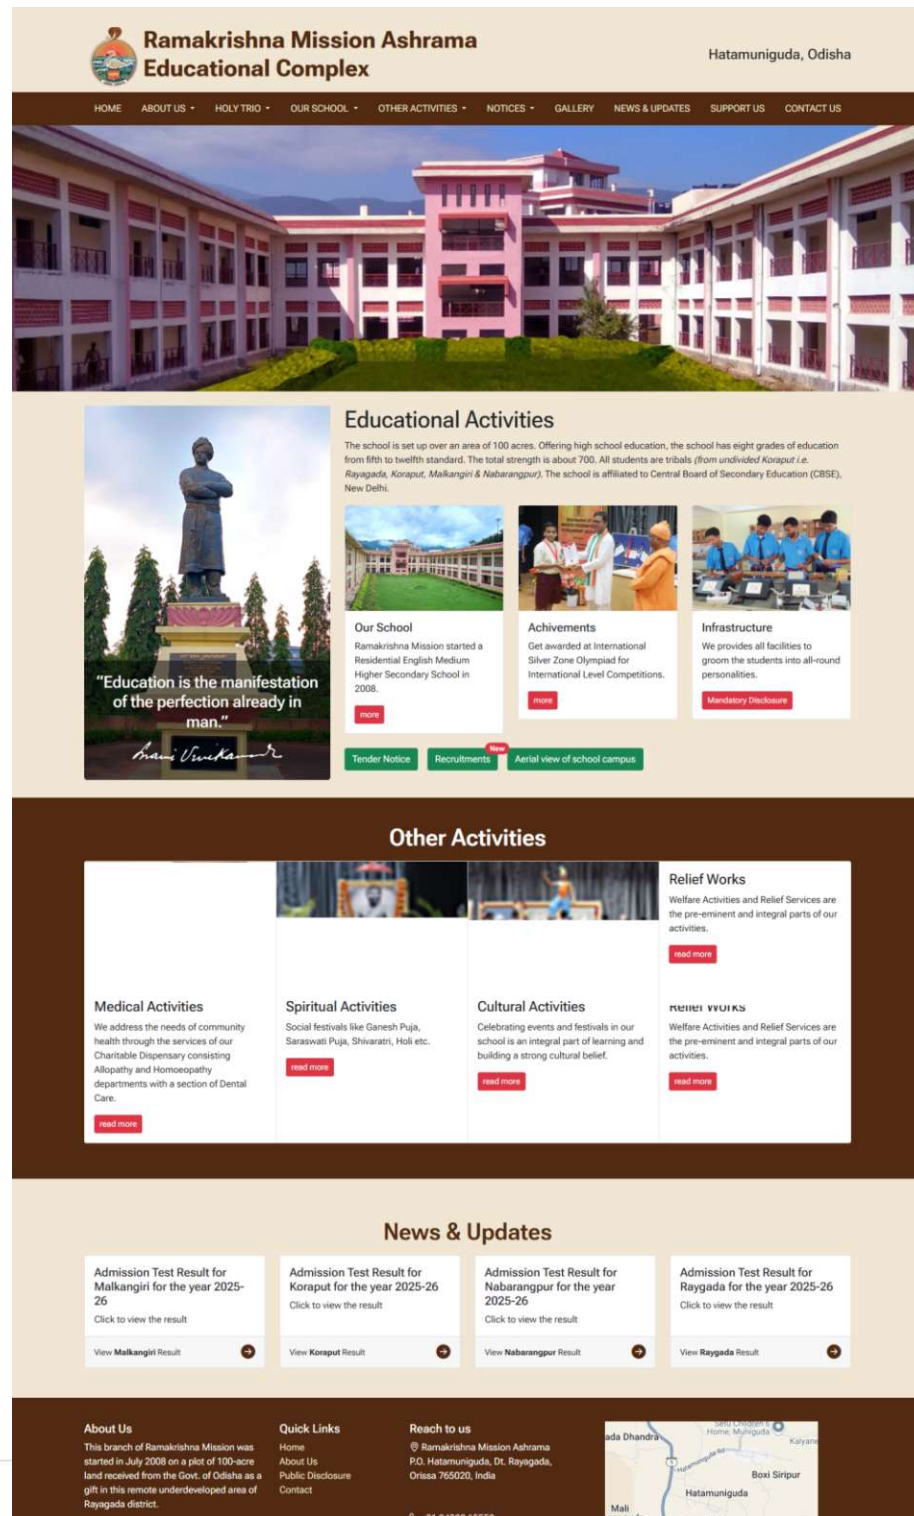 Ramakrishna Mission Ashrama
Educational Complex
Hatamuniguda, Odisha
HOME ABOUT US HOLY TRIO OUR SCHOOL OTHER ACTIVITIES NOTICES GALLERY NEWS & UPDATES SUPPORT US CONTACT US
"Education is the manifestation
of the perfection already in
man."
Educational Activities
The school is set up over an area of 100 acres. Offering high school education, the school has eight grades of education
from fifth to twelfth standard. The total strength is about 700. All students are tribals (from undivided Koraput i.e.
Rayagada, Koraput, Malkangiri & Nabarangpur). The school is affiliated to Central Board of Secondary Education (CBSE),
New Delhi.
Our School
Ramakrishna Mission started a
Residential English Medium
Higher Secondary School in
2008.
more
Achivements
Get awarded at International
Silver Zone Olympiad for
International Level Competitions.
more
Infrastructure
We provides all facilities to
groom the students into all-round
personalities.
Mandatory Disclosure
Tender Notice
Recruitments
New
Aerial view of school campus
Other Activities
Relief Works
Welfare Activities and Relief Services are
the pre-eminent and integral parts of our
activities.
read more
Medical Activities
We address the needs of community
health through the services of our
Charitable Dispensary consisting
Allopathy and Homoeopathy
departments with a section of Dental
Care.
read more
Spiritual Activities
Social festivals like Ganesh Puja,
Saraswati Puja, Shivaratri, Holi etc.
read more
Cultural Activities
Celebrating events and festivals in our
school is an integral part of learning and
building a strong cultural belief.
read more
Relief Works
Welfare Activities and Relief Services are
the pre-eminent and integral parts of our
activities.
read more
News & Updates
Admission Test Result for
Malkangiri for the year 2025-
26
Click to view the result
View Malkangiri Result
Admission Test Result for
Koraput for the year 2025-26
Click to view the result
View Koraput Result
Admission Test Result for
Nabarangpur for the year
2025-26
Click to view the result
View Nabarangpur Result
Admission Test Result for
Raygada for the year 2025-26
Click to view the result
View Raygada Result
About Us
This branch of Ramakrishna Mission was
started in July 2008 on a plot of 100-acre
land received from the Govt. of Odisha as a
gift in this remote underdeveloped area of
Rayagada district.
Quick Links
Home
About Us
Public Disclosure
Contact
Reach to us
Ramakrishna Mission Ashrama
P.O. Hatamuniguda, Dt. Rayagada,
Orissa 765020, India
ada Dhandra
Home, Muniguda
Kalyane
Hatamuniguda Rd
Boxi Siripur
Hatamuniguda
Mali